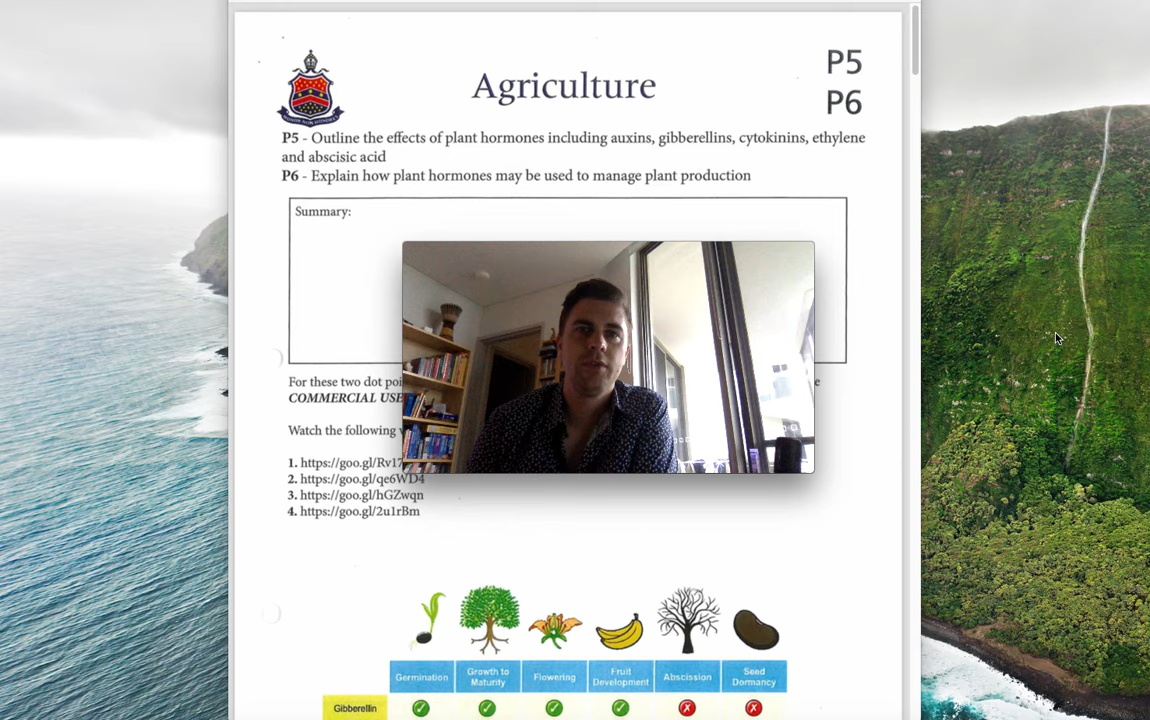 Agriculture
P5
P6
P5 - Outline the effects of plant hormones including auxins, gibberellins, cytokinins, ethylene
and abscisic acid
P6 - Explain how plant hormones may be used to manage plant production
Summary:
For these two dot
COMMERCIAL USE
Watch the following
1. https://goo.gl/Rv17
2. https://goo.gl/qe6WD4
3. https://goo.gl/hGZwqn
4. https://goo.gl/2u1rBm
Germination
Growth to
Maturity
Flowering
Fruit
Development
Abscission
Seed
Dormancy
Gibberellin